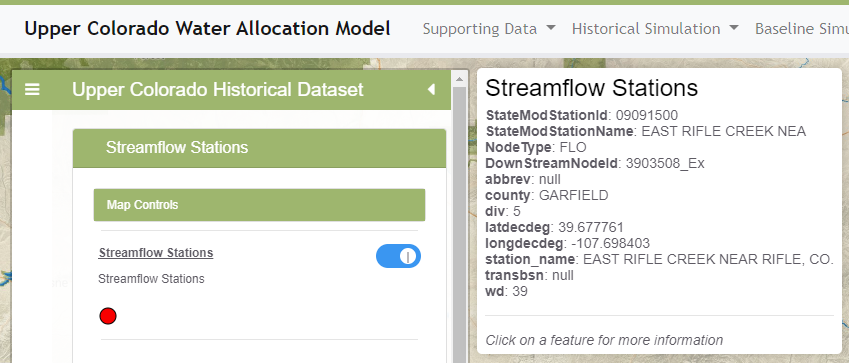 Upper Colorado Water Allocation Model
Supporting Data
Historical Simulation
Baseline Simu
Upper Colorado Historical Dataset
Streamflow Stations
Map Controls
Streamflow Stations
Streamflow Stations
Streamflow Stations
StateModStationId: 09091500
StateModStationName: EAST RIFLE CREEK NEA
NodeType: FLO
DownStreamNodeId: 3903508_Ex
abbrev: null
county: GARFIELD
div: 5
latdecdeg: 39.677761
longdecdeg: -107.698403
station_name: EAST RIFLE CREEK NEAR RIFLE, CO.
transbsn: null
wd: 39
Click on a feature for more information